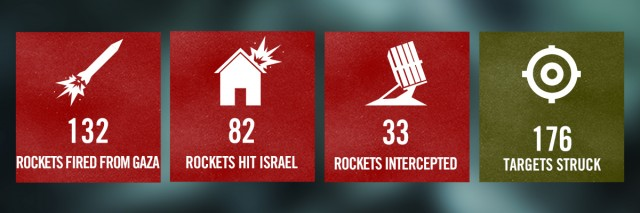 132
ROCKETS FIRED FROM GAZA
82
ROCKETS HIT ISRAEL
33
ROCKETS INTERCEPTED
176
TARGETS STRUCK